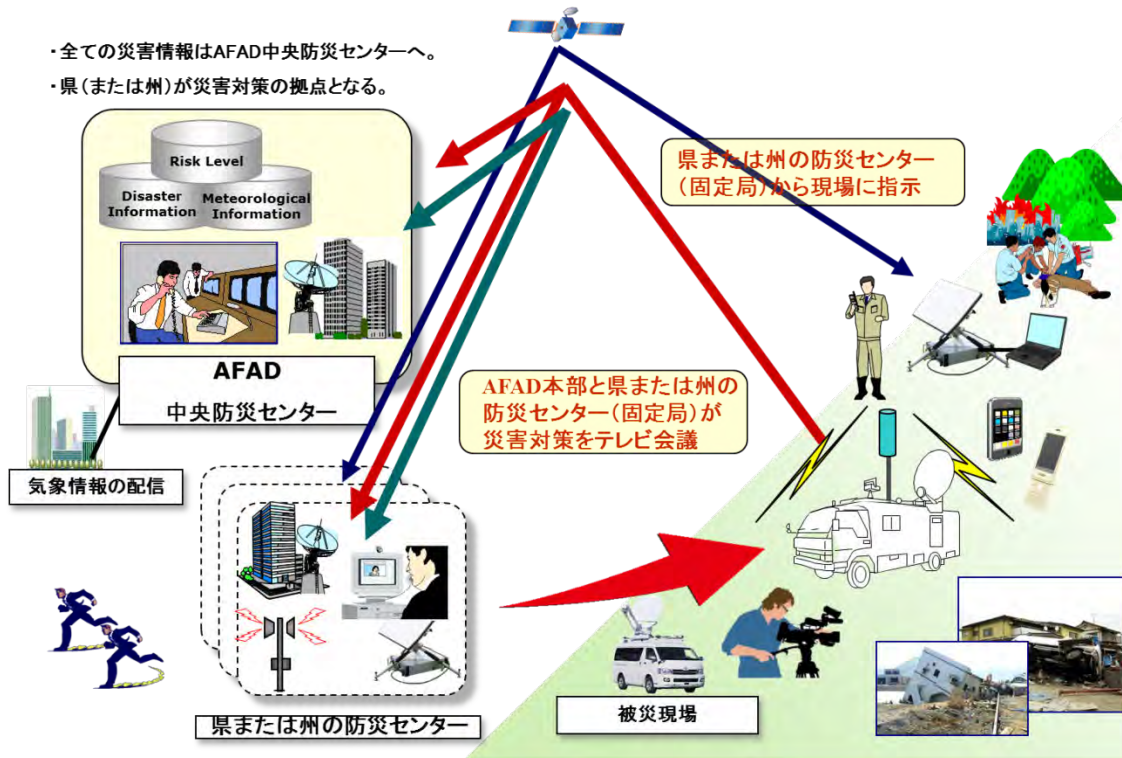 ・全ての災害情報はAFAD中央防災センターへ。
・県(または州)が災害対策の拠点となる。
Risk Level
Disaster
Information
Meteorological
Information
AFAD
中央防災センター
気象情報の配信
県または州の防災センター
(固定局)から現場に指示
AFAD本部と県または州の
防災センター(固定局)が
災害対策をテレビ会議
県または州の防災センター
被災現場